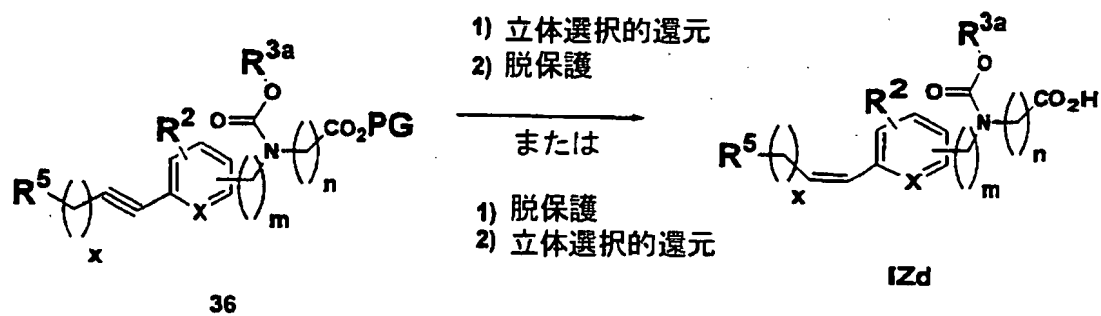 R3a
O
O
N
R2
CO2PG
n
R5
X
m
x
36
1) 立体選択的還元
2) 脱保護
または
1) 脱保護
2) 立体選択的還元
R3a
O
O
N
R2
CO2H
n
R5
X
m
x
IZd